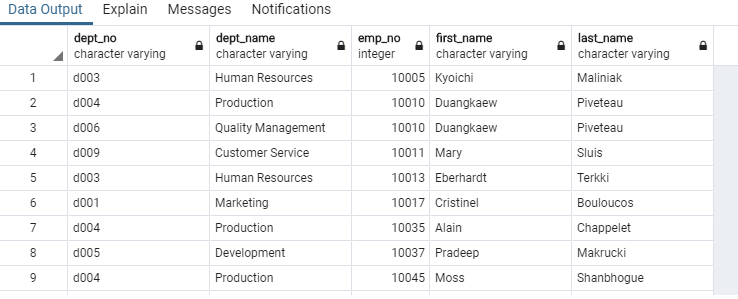 Data Output Explain Messages Notifications
dept_no dept_name emp_no first_name last_name
character varying character varying integer character varying character varying
1 d003 Human Resources 10005 Kyoichi Maliniak
2 d004 Production 10010 Duangkaew Piveteau
3 d006 Quality Management 10010 Duangkaew Piveteau
4 d009 Customer Service 10011 Mary Sluis
5 d003 Human Resources 10013 Eberhardt Terkki
6 d001 Marketing 10017 Cristinel Bouloucos
7 d004 Production 10035 Alain Chappelet
8 d005 Development 10037 Pradeep Makrucki
9 d004 Production 10045 Moss Shanbhogue